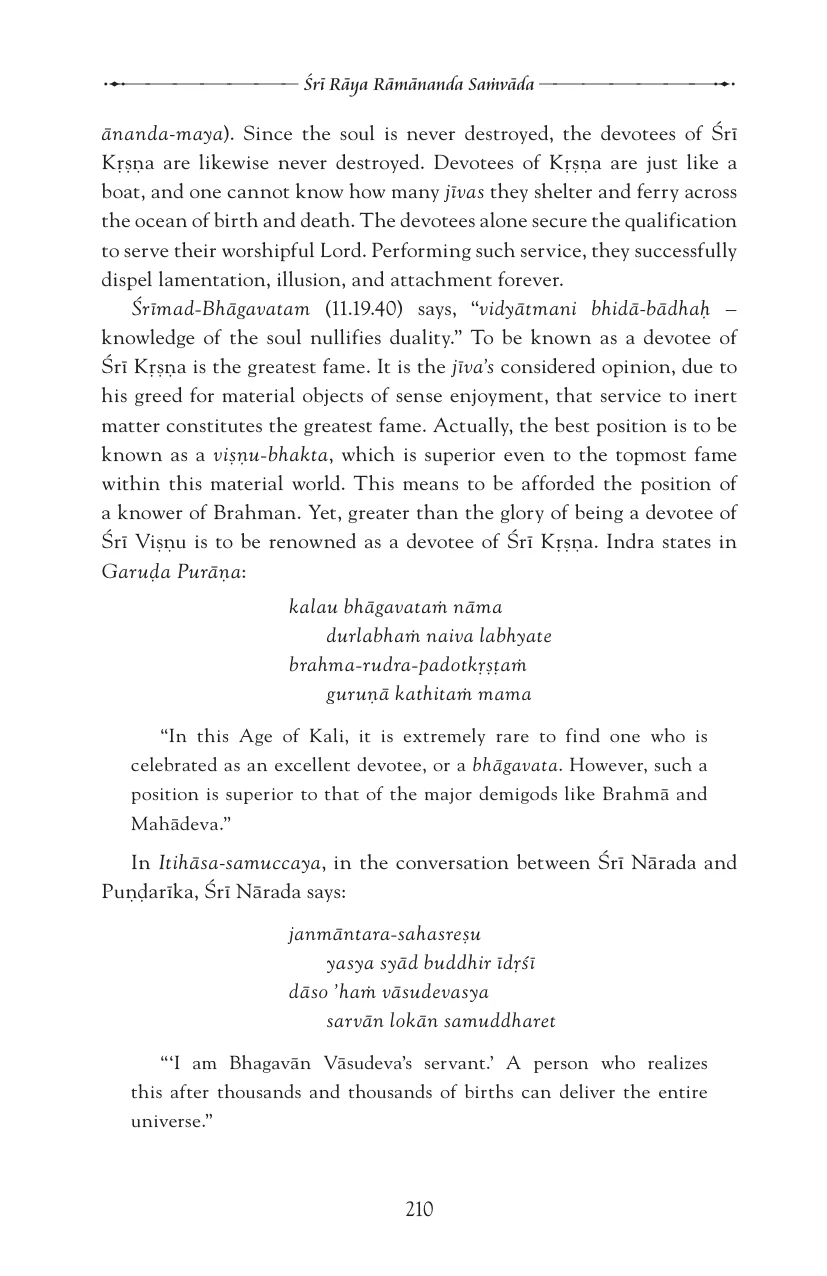 Śrī Rāya Rāmānanda Saṁvāda
ānanda-maya). Since the soul is never destroyed, the devotees of Śrī
Kṛṣṇa are likewise never destroyed. Devotees of Kṛṣṇa are just like a
boat, and one cannot know how many jīvas they shelter and ferry across
the ocean of birth and death. The devotees alone secure the qualification
to serve their worshipful Lord. Performing such service, they successfully
dispel lamentation, illusion, and attachment forever.
Śrīmad-Bhāgavatam (11.19.40) says, “vidyātmani bhidā-bādhaḥ –
knowledge of the soul nullifies duality.” To be known as a devotee of
Śrī Kṛṣṇa is the greatest fame. It is the jīva’s considered opinion, due to
his greed for material objects of sense enjoyment, that service to inert
matter constitutes the greatest fame. Actually, the best position is to be
known as a viṣṇu-bhakta, which is superior even to the topmost fame
within this material world. This means to be afforded the position of
a knower of Brahman. Yet, greater than the glory of being a devotee of
Śrī Viṣṇu is to be renowned as a devotee of Śrī Kṛṣṇa. Indra states in
Garuḍa Purāṇa:
kalau bhāgavataṁ nāma
durlabhaṁ naiva labhyate
brahma-rudra-padotkṛṣṭaṁ
guruṇā kathitaṁ mama
“In this Age of Kali, it is extremely rare to find one who is
celebrated as an excellent devotee, or a bhāgavata. However, such a
position is superior to that of the major demigods like Brahmā and
Mahādeva.”
In Itihāsa-samuccaya, in the conversation between Śrī Nārada and
Puṇḍarīka, Śrī Nārada says:
janmāntara-sahasreṣu
yasya syād buddhir īdṛśī
dāso ’haṁ vāsudevasya
sarvān lokān samuddharet
“‘I am Bhagavān Vāsudeva’s servant.’ A person who realizes
this after thousands and thousands of births can deliver the entire
universe.”
210